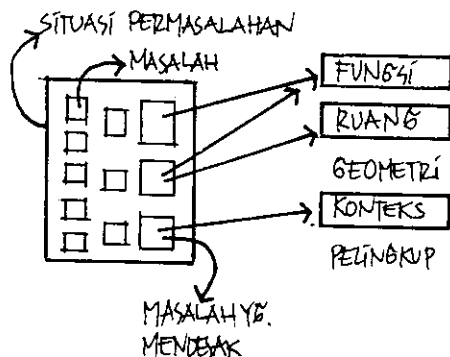 SITUASI PERMASALAHAN
MASALAH
FUNGSI
RUANG
GEOMETRI
KONTEKS
PELINGKUP
MASALAH YG.
MENDESAK